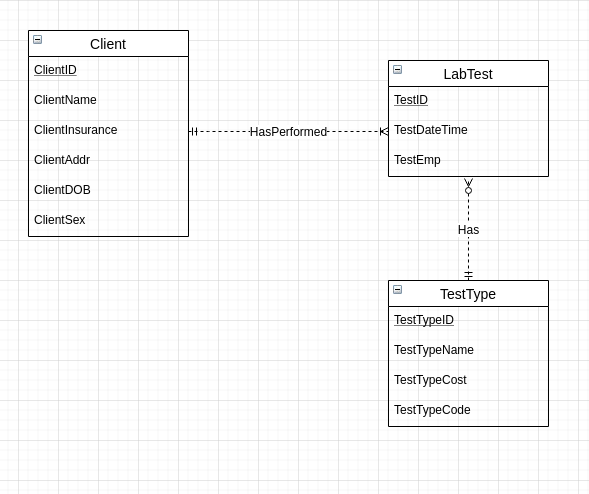 Client
ClientID
ClientName
ClientInsurance
ClientAddr
ClientDOB
ClientSex
HasPerformed
LabTest
TestID
TestDateTime
TestEmp
Has
TestType
TestTypeID
TestTypeName
TestTypeCost
TestTypeCode